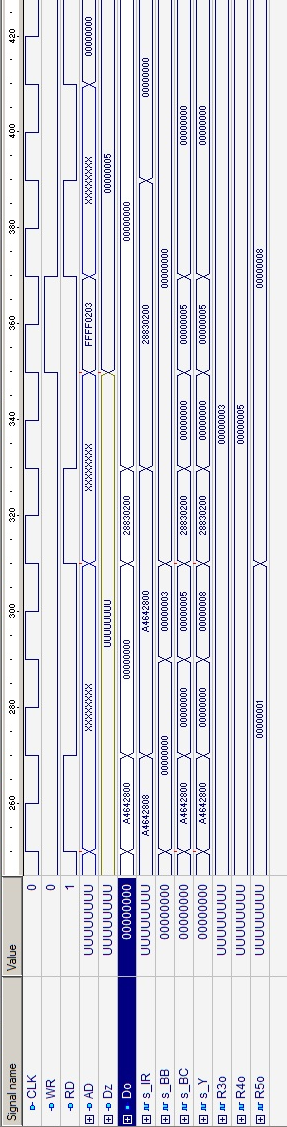 Signal name Value 260 280 300 320 340 360 380 400 420
CLK 0
WR 0
RD 1
AD UUUUUUUU XXXXXXXX XXXXXXXX FFFF0203 XXXXXXXX 00000000
Dz UUUUUUUU UUUUUUUU 00000005
Do 00000000 A4642800 00000000 28830200 00000000
s_IR UUUUUUUU A4642808 A4642800 28830200 00000000
s_BB 00000000 00000000 00000003 00000000
s_BC 00000000 A4642800 00000000 00000005 28830200 00000000 00000005 00000000
s_Y 00000000 A4642800 00000000 00000008 28830200 00000000 00000005 00000000
R3o UUUUUUUU 00000003
R4o UUUUUUUU 00000005
R5o UUUUUUUU 00000001 00000008